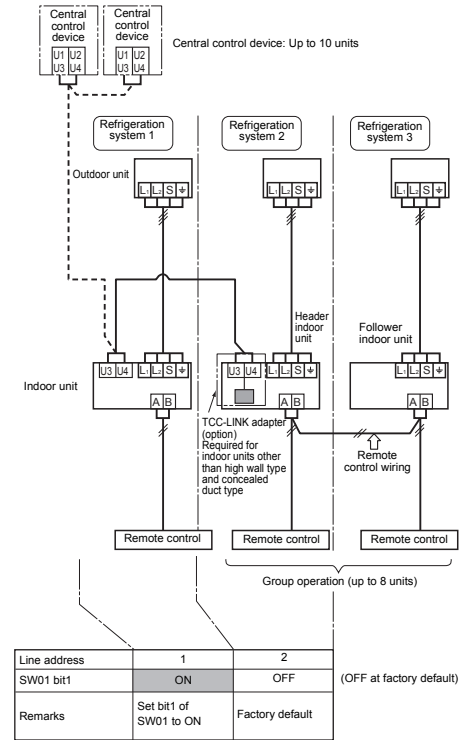 Central
control
device
Central
control
device
U1 U2
U3 U4
U1 U2
U3 U4
Central control device: Up to 10 units
Refrigeration
system 1
Refrigeration
system 2
Refrigeration
system 3
Outdoor unit
L1 L2 S ⏚
L1 L2 S ⏚
L1 L2 S ⏚
Header
indoor
unit
Follower
indoor unit
Indoor unit
U3 U4 L1 L2 S ⏚
U3 U4 L1 L2 S ⏚
L1 L2 S ⏚
A B
A B
A B
TCC-LINK adapter
(option)
Required for
indoor units other
than high wall type
and concealed
duct type
Remote
control wiring
Remote control
Remote control
Remote control
Group operation (up to 8 units)
Line address 1 2
SW01 bit1 ON OFF (OFF at factory default)
Remarks Set bit1 of
SW01 to ON Factory default